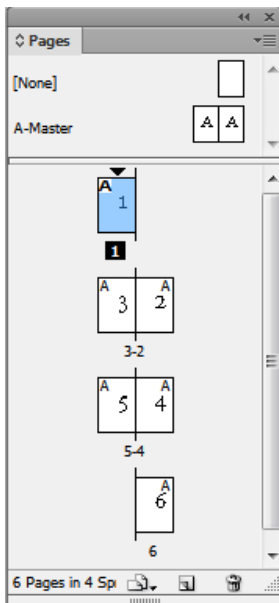 Pages
[None]
A-Master
A A
A
1
1
A A
3 2
3-2
A A
5 4
5-4
A
6
6
6 Pages in 4 Spr